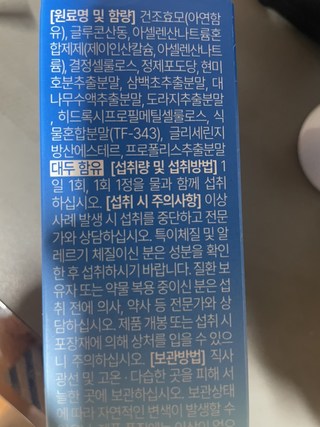 [원료명 및 함량] 건조효모(아연함
유), 글루콘산동, 아셀렌산나트륨혼
합제제(제이인산칼슘, 아셀렌산나트
륨), 결정셀룰로스, 정제포도당, 현미
호분추출분말, 삼백초추출분말, 대
나무수액추출분말, 도라지추출분말
, 히드록시프로필메틸셀룰로스, 식
물혼합분말(TF-343), 글리세린지
방산에스테르, 프로폴리스추출분말
대두 함유 [섭취량 및 섭취방법] 1
일 1회, 1회 1정을 물과 함께 섭취
하십시오. [섭취 시 주의사항] 이상
사례 발생 시 섭취를 중단하고 전문
가와 상담하십시오. 특이체질 및 알
레르기 체질이신 분은 성분을 확인
한 후 섭취하시기 바랍니다. 질환 보
유자 또는 약물 복용 중이신 분은 섭
취 전에 의사, 약사 등 전문가와 상
담하십시오. 제품 개봉 또는 섭취 시
포장재에 의해 상처를 입을 수 있으
니 주의하십시오. [보관방법] 직사
광선 및 고온·다습한 곳을 피해 서
늘한 곳에 보관하십시오. 보관상태
에 따라 자연적인 변색이 발생할 수